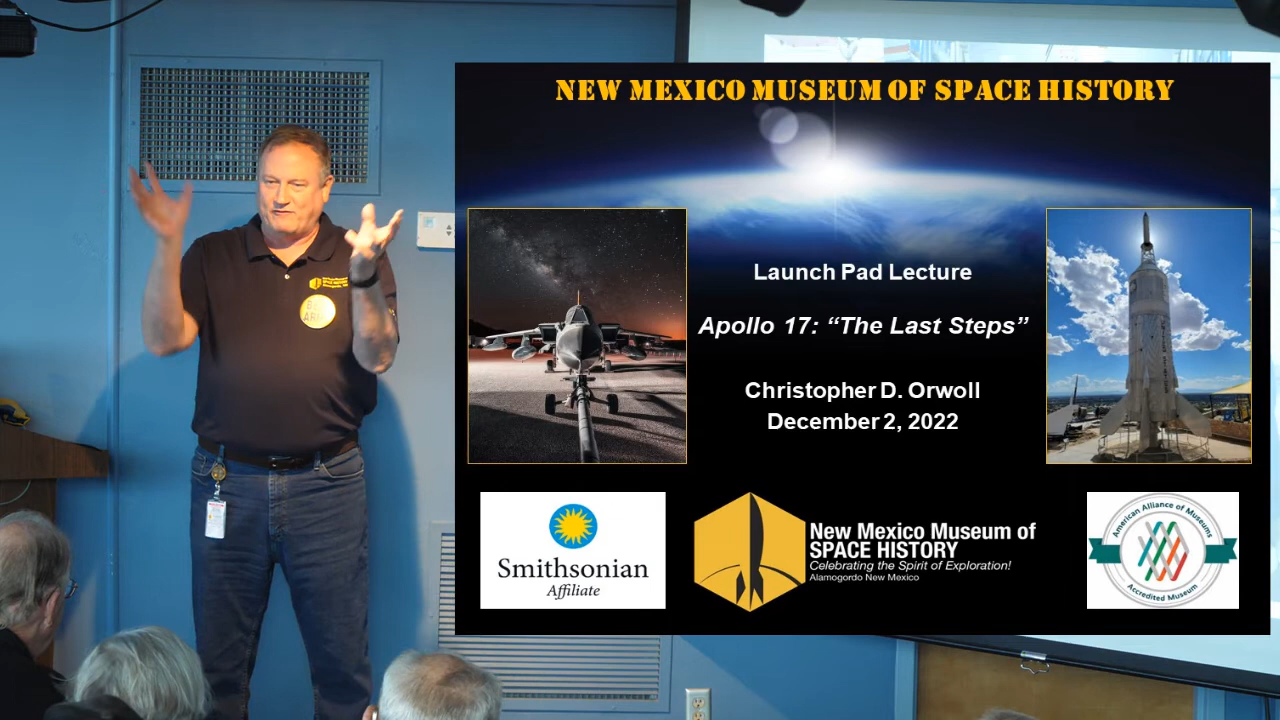 NEW MEXICO MUSEUM OF SPACE HISTORY
Launch Pad Lecture
Apollo 17: “The Last Steps”
Christopher D. Orwoll
December 2, 2022
Smithsonian
Affiliate
New Mexico Museum of
SPACE HISTORY
Celebrating the Spirit of Exploration!
Alamogordo New Mexico
American Alliance of Museums
Accredited Museum